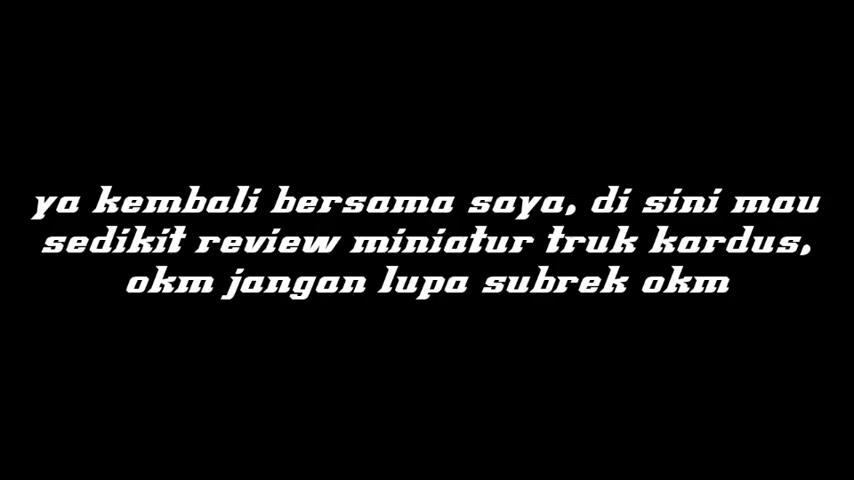 ya kembali bersama saya, di sini mau
sedikit review miniatur truk kardus,
okm jangan lupa subrek okm